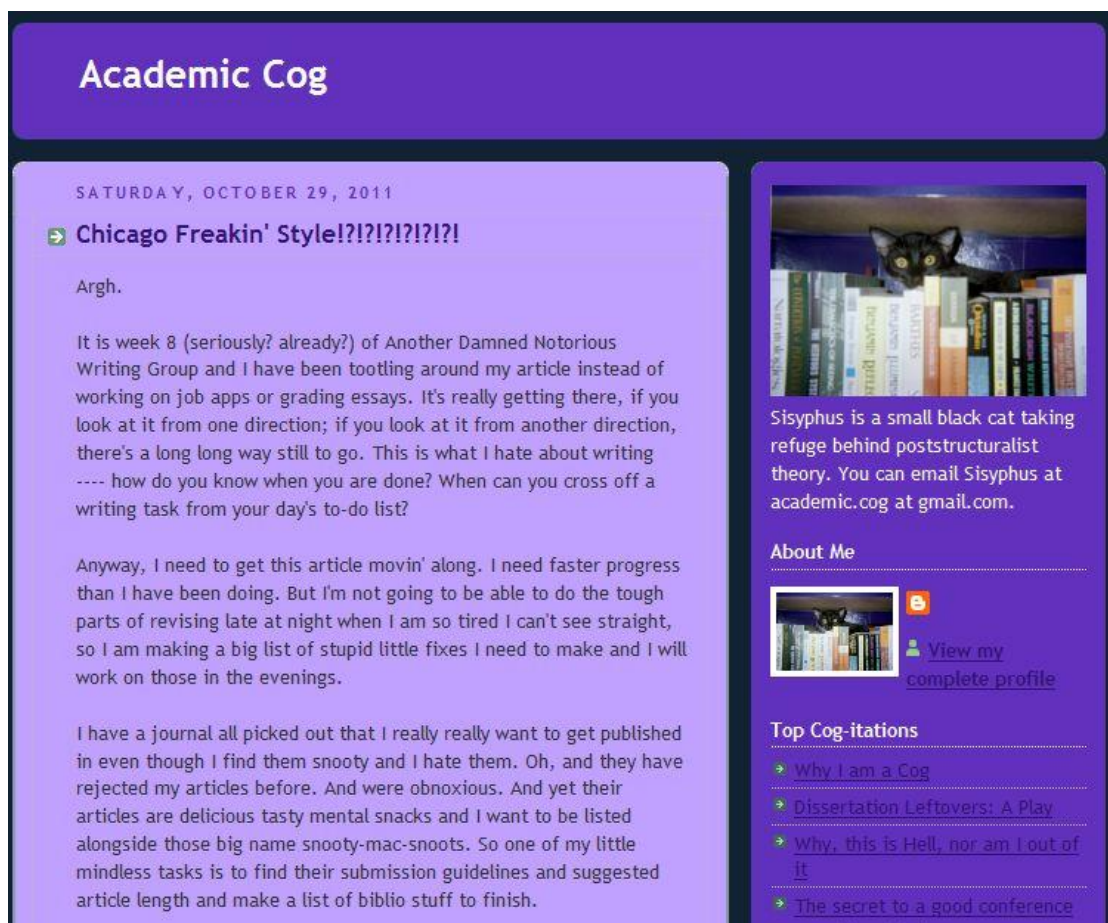 Academic Cog
SATURDAY, OCTOBER 29, 2011
Chicago Freakin' Style!?!?!?!?!?!?!
Argh.
It is week 8 (seriously? already?) of Another Damned Notorious
Writing Group and I have been tootling around my article instead of
working on job apps or grading essays. It's really getting there, if you
look at it from one direction; if you look at it from another direction,
there's a long long way still to go. This is what I hate about writing
---- how do you know when you are done? When can you cross off a
writing task from your day's to-do list?
Anyway, I need to get this article movin' along. I need faster progress
than I have been doing. But I'm not going to be able to do the tough
parts of revising late at night when I am so tired I can't see straight,
so I am making a big list of stupid little fixes I need to make and I will
work on those in the evenings.
I have a journal all picked out that I really really want to get published
in even though I find them snooty and I hate them. Oh, and they have
rejected my articles before. And were obnoxious. And yet their
articles are delicious tasty mental snacks and I want to be listed
alongside those big name snooty-mac-snoots. So one of my little
mindless tasks is to find their submission guidelines and suggested
article length and make a list of biblio stuff to finish.
BARTHES
Sisyphus is a small black cat taking
refuge behind poststructuralist
theory. You can email Sisyphus at
academic.cog at gmail.com.
About Me
View my
complete profile
Top Cog-itations
Why I am a Cog
Dissertation Leftovers: A Play
Why, this is Hell, nor am I out of
it
The secret to a good conference